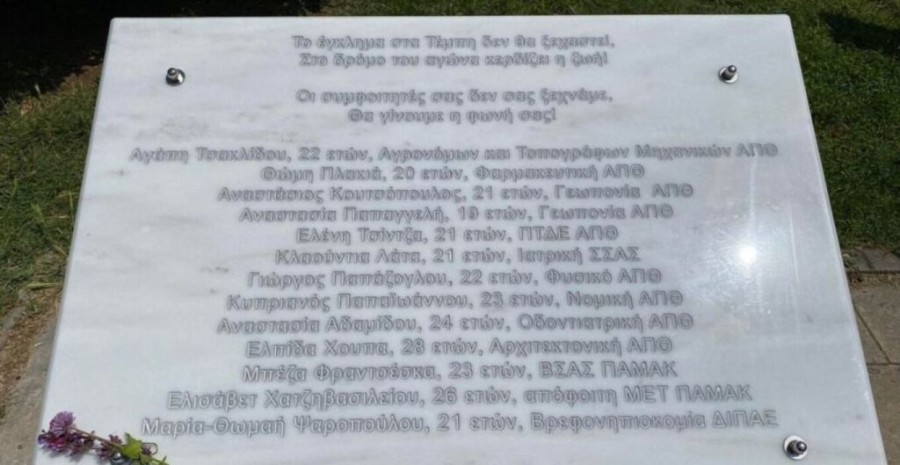 Το έγκλημα στα Τέμπη δεν θα ξεχαστεί,
Στο δρόμο του αγώνα κερδίζει η ζωή!
Οι συμφοιτητές σας δεν σας ξεχνάμε,
Θα γίνουμε η φωνή σας!
Αγάπη Τσακλίδου, 22 ετών, Αγρονόμων και Τοπογράφων Μηχανικών ΑΠΘ
Θώμη Πλακιά, 20 ετών, Φαρμακευτική ΑΠΘ
Αναστάσιος Κουτσόπουλος, 21 ετών, Γεωπονία ΑΠΘ
Αναστασία Παπαγγελή, 19 ετών, Γεωπονία ΑΠΘ
Ελένη Τσίντζα, 21 ετών, ΠΤΔΕ ΑΠΘ
Κλαούντια Λάτα, 21 ετών, Ιατρική ΣΣΑΣ
Γιώργος Παπάζογλου, 22 ετών, Φυσικό ΑΠΘ
Κυπριανός Παπαϊωάννου, 23 ετών, Νομική ΑΠΘ
Αναστασία Αδαμίδου, 24 ετών, Οδοντιατρική ΑΠΘ
Ελπίδα Χουπα, 28 ετών, Αρχιτεκτονική ΑΠΘ
Μπέζα Φραντσέσκα, 23 ετών, ΒΣΑΣ ΠΑΜΑΚ
Ελισάβετ Χατζηβασιλείου, 26 ετών, απόφοιτη ΜΕΤ ΠΑΜΑΚ
Μαρία-Θωμαή Ψαροπούλου, 21 ετών, Βρεφονηπιοκομία ΔΙΠΑΕ